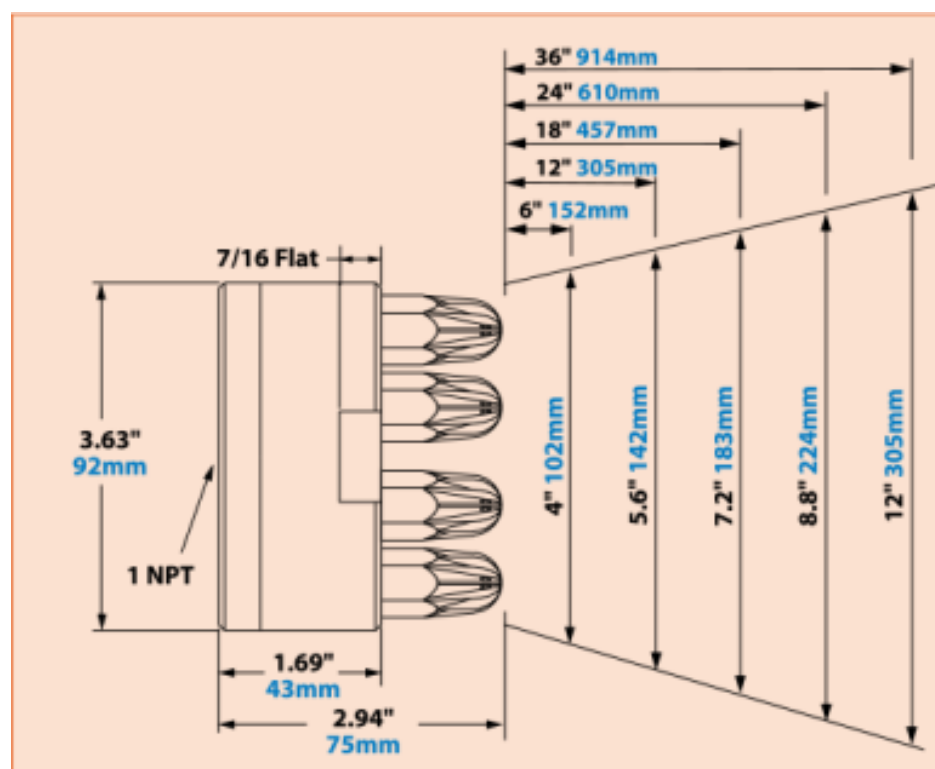 36" 914mm
24" 610mm
18" 457mm
12" 305mm
6" 152mm
7/16 Flat
3.63"
92mm
1 NPT
4" 102mm
5.6" 142mm
7.2" 183mm
8.8" 224mm
12" 305mm
1.69"
43mm
2.94"
75mm